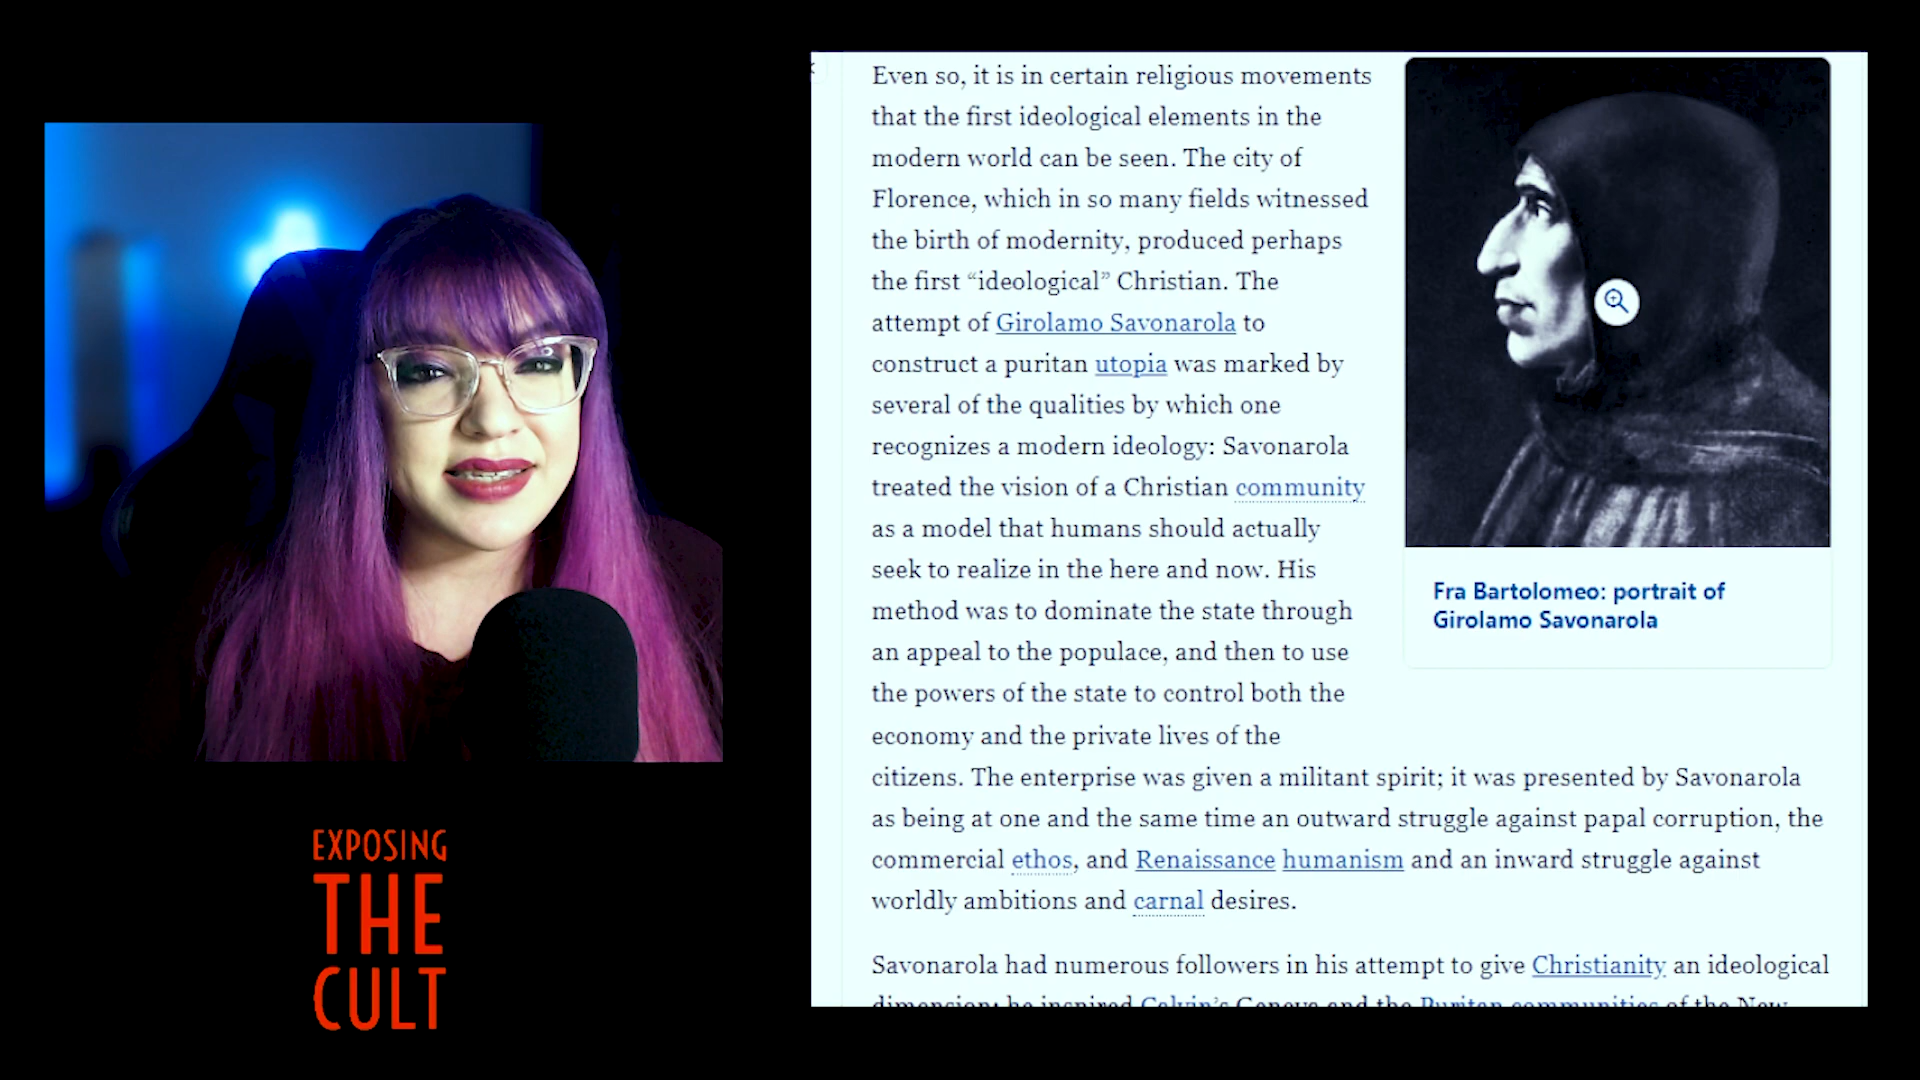 Even so, it is in certain religious movements
that the first ideological elements in the
modern world can be seen. The city of
Florence, which in so many fields witnessed
the birth of modernity, produced perhaps
the first “ideological” Christian. The
attempt of Girolamo Savonarola to
construct a puritan utopia was marked by
several of the qualities by which one
recognizes a modern ideology: Savonarola
treated the vision of a Christian community
as a model that humans should actually
seek to realize in the here and now. His
method was to dominate the state through
an appeal to the populace, and then to use
the powers of the state to control both the
economy and the private lives of the
citizens. The enterprise was given a militant spirit; it was presented by Savonarola
as being at one and the same time an outward struggle against papal corruption, the
commercial ethos, and Renaissance humanism and an inward struggle against
worldly ambitions and carnal desires.
Savonarola had numerous followers in his attempt to give Christianity an ideological
dimension: he inspired Calvin’s Geneva and the Puritan communities of the New
Fra Bartolomeo: portrait of
Girolamo Savonarola
EXPOSING
THE
CULT